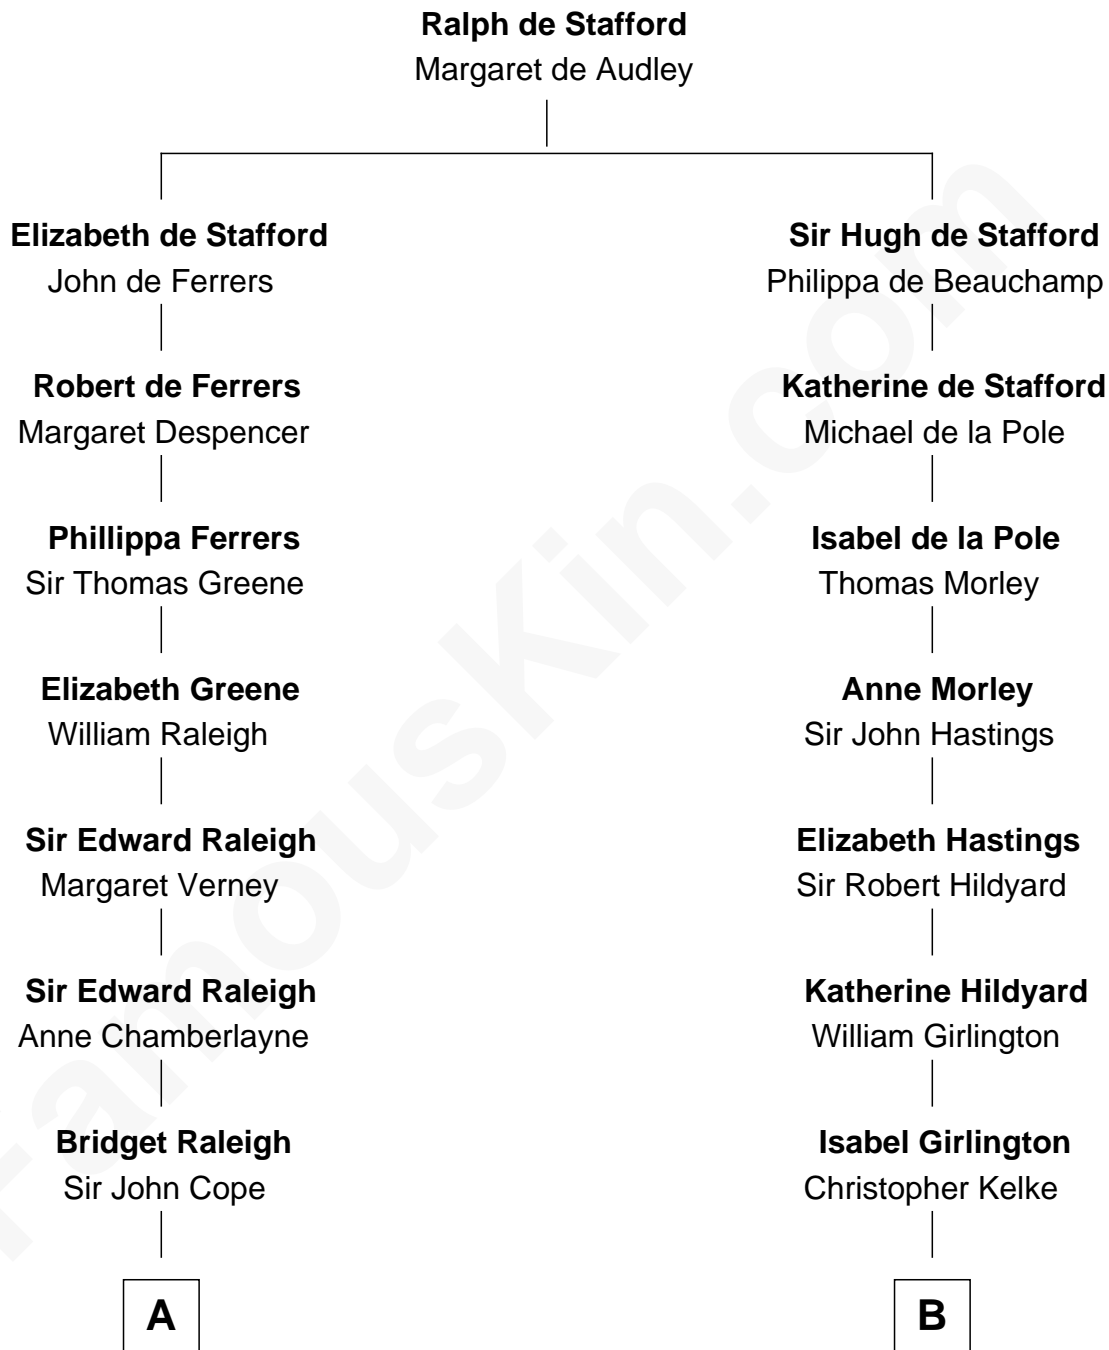 Ralph de Stafford
Margaret de Audley
Elizabeth de Stafford
John de Ferrers
Sir Hugh de Stafford
Philippa de Beauchamp
Robert de Ferrers
Margaret Despencer
Katherine de Stafford
Michael de la Pole
Phillippa Ferrers
Sir Thomas Greene
Isabel de la Pole
Thomas Morley
Elizabeth Greene
William Raleigh
Anne Morley
Sir John Hastings
Sir Edward Raleigh
Margaret Verney
Elizabeth Hastings
Sir Robert Hildyard
Sir Edward Raleigh
Anne Chamberlayne
Katherine Hildyard
William Girlington
Bridget Raleigh
Sir John Cope
Isabel Girlington
Christopher Kelke
A
B
FamousKin.com